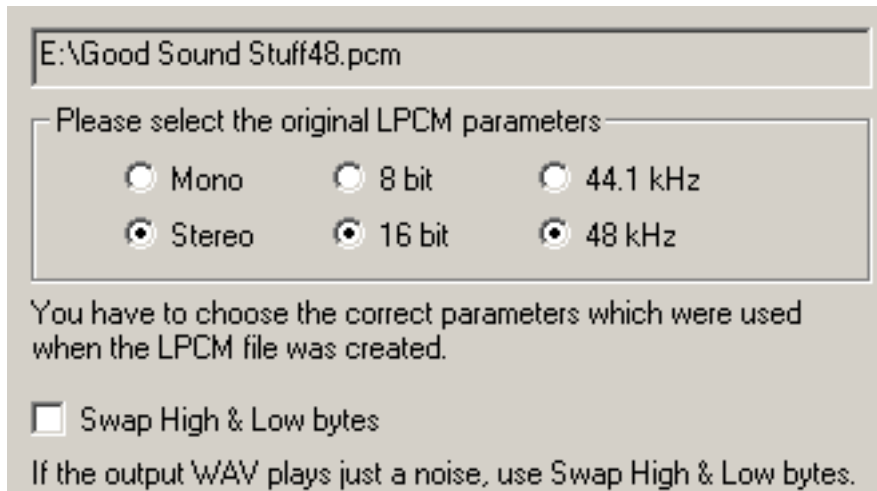 E:\Good Sound Stuff48.pcm
Please select the original LPCM parameters
Mono 8 bit 44.1 kHz
Stereo 16 bit 48 kHz
You have to choose the correct parameters which were used
when the LPCM file was created.
Swap High & Low bytes
If the output WAV plays just a noise, use Swap High & Low bytes.